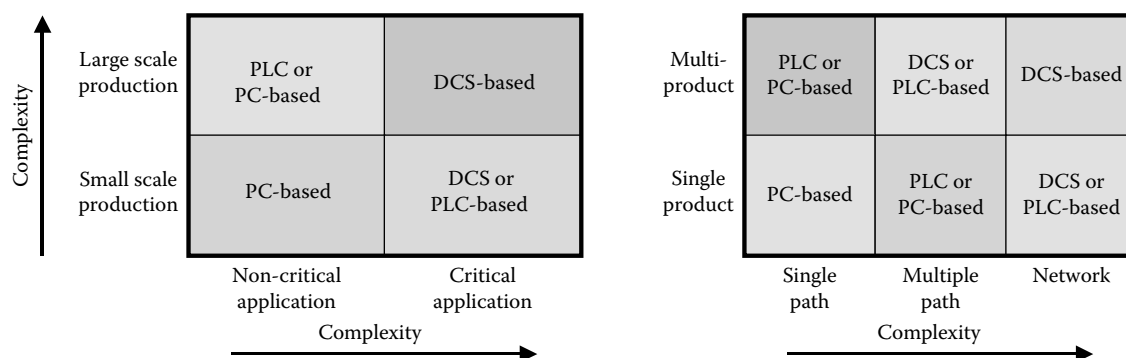 Complexity
Large scale
production
PLC or
PC-based
DCS-based
Small scale
production
PC-based
DCS or
PLC-based
Non-critical
application
Critical
application
Complexity
Multi-
product
PLC or
PC-based
DCS or
PLC-based
DCS-based
Single
product
PC-based
PLC or
PC-based
DCS or
PLC-based
Single
path
Multiple
path
Network
Complexity